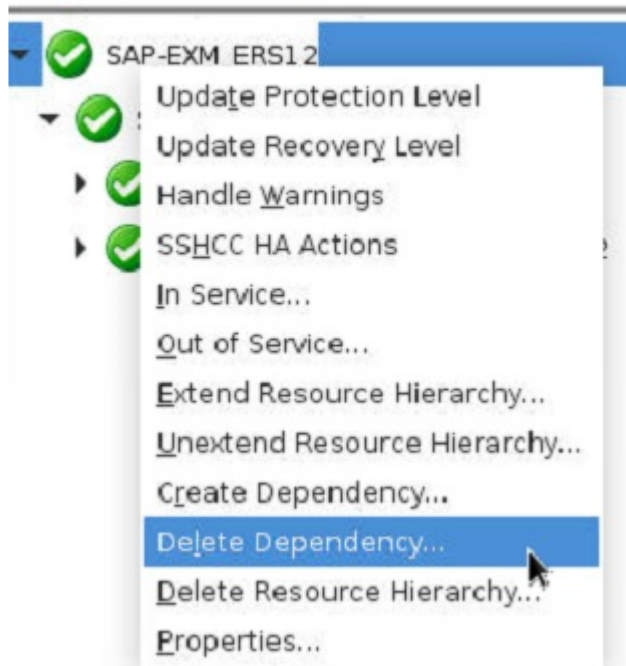 SAP-EXM ERS12
Update Protection Level
Update Recovery Level
Handle Warnings
SSHCC HA Actions
In Service...
Out of Service...
Extend Resource Hierarchy...
Unextend Resource Hierarchy...
Create Dependency...
Delete Dependency...
Delete Resource Hierarchy...
Properties...